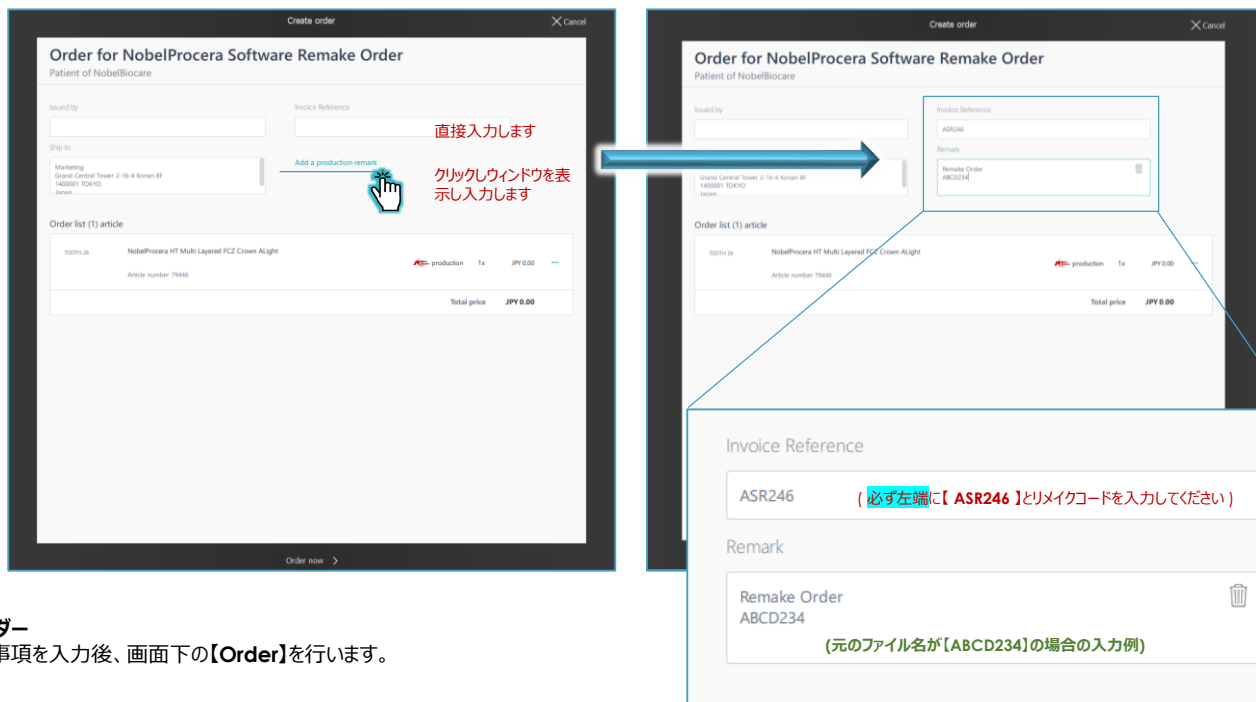 Create order
Cancel
Order for NobelProcera Software Remake Order
Patient of NobelBiocare
Issued by
Invoice Reference
直接入力します
Ship to
Marketing
Grand Central Tower 2-16-4 Konan 8F
1400001 TOKYO
Japan
Add a production remark
クリックしウィンドウを表
示し入力します
Order list (1) article
TOOTH 26
NobelProcera HT Multi Layered FCZ Crown ALight
Article number 79446
production 1x JPY 0.00 ···
Total price JPY 0.00
Order now
Create order
Cancel
Order for NobelProcera Software Remake Order
Patient of NobelBiocare
Issued by
Invoice Reference
ASR246
Remark
Remake Order
ABCD234
Grand Central Tower 2-16-4 Konan 8F
1400001 TOKYO
Japan
Order list (1) article
TOOTH 26
NobelProcera HT Multi Layered FCZ Crown ALight
Article number 79446
production 1x JPY 0.00
Total price JPY 0.00
Invoice Reference
ASR246
( 必ず左端に【 ASR246 】とリメイクコードを入力してください )
Remark
Remake Order
ABCD234
(元のファイル名が【ABCD234】の場合の入力例)
ダー
事項を入力後、画面下の【Order】を行います。